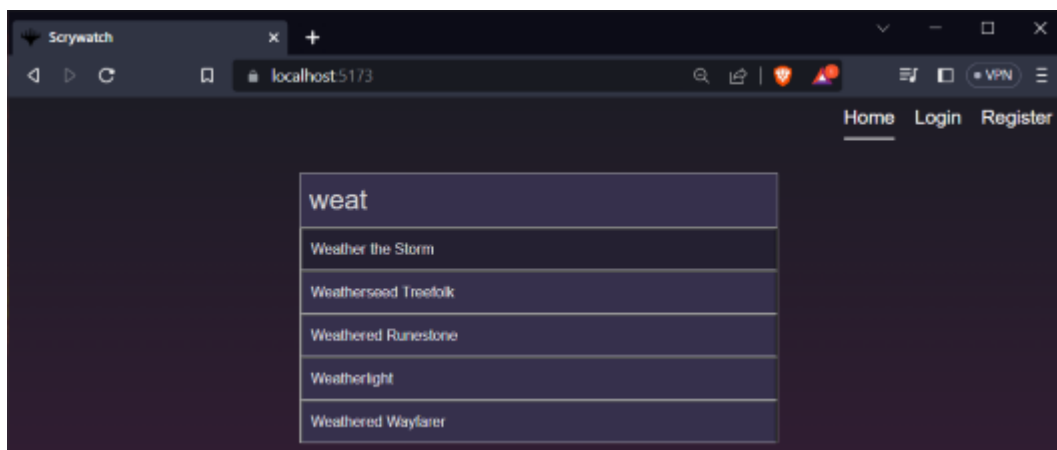 Scrywatch
localhost:5173
VPN
Home Login Register
weat
Weather the Storm
Weatherseed Treefolk
Weathered Runestone
Weatherlight
Weathered Wayfarer